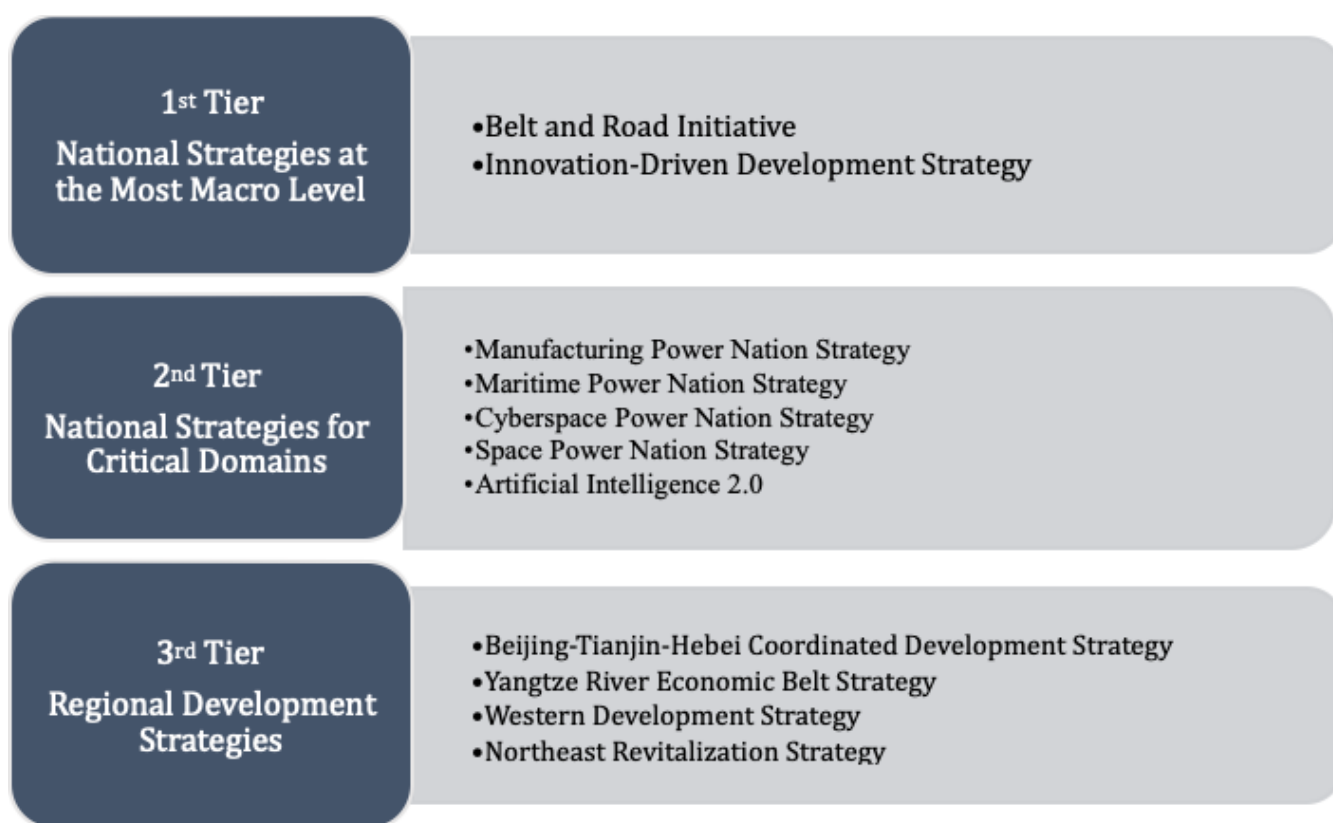 1st Tier
National Strategies at
the Most Macro Level
•Belt and Road Initiative
•Innovation-Driven Development Strategy
2nd Tier
National Strategies for
Critical Domains
•Manufacturing Power Nation Strategy
•Maritime Power Nation Strategy
•Cyberspace Power Nation Strategy
•Space Power Nation Strategy
•Artificial Intelligence 2.0
3rd Tier
Regional Development
Strategies
•Beijing-Tianjin-Hebei Coordinated Development Strategy
•Yangtze River Economic Belt Strategy
•Western Development Strategy
•Northeast Revitalization Strategy